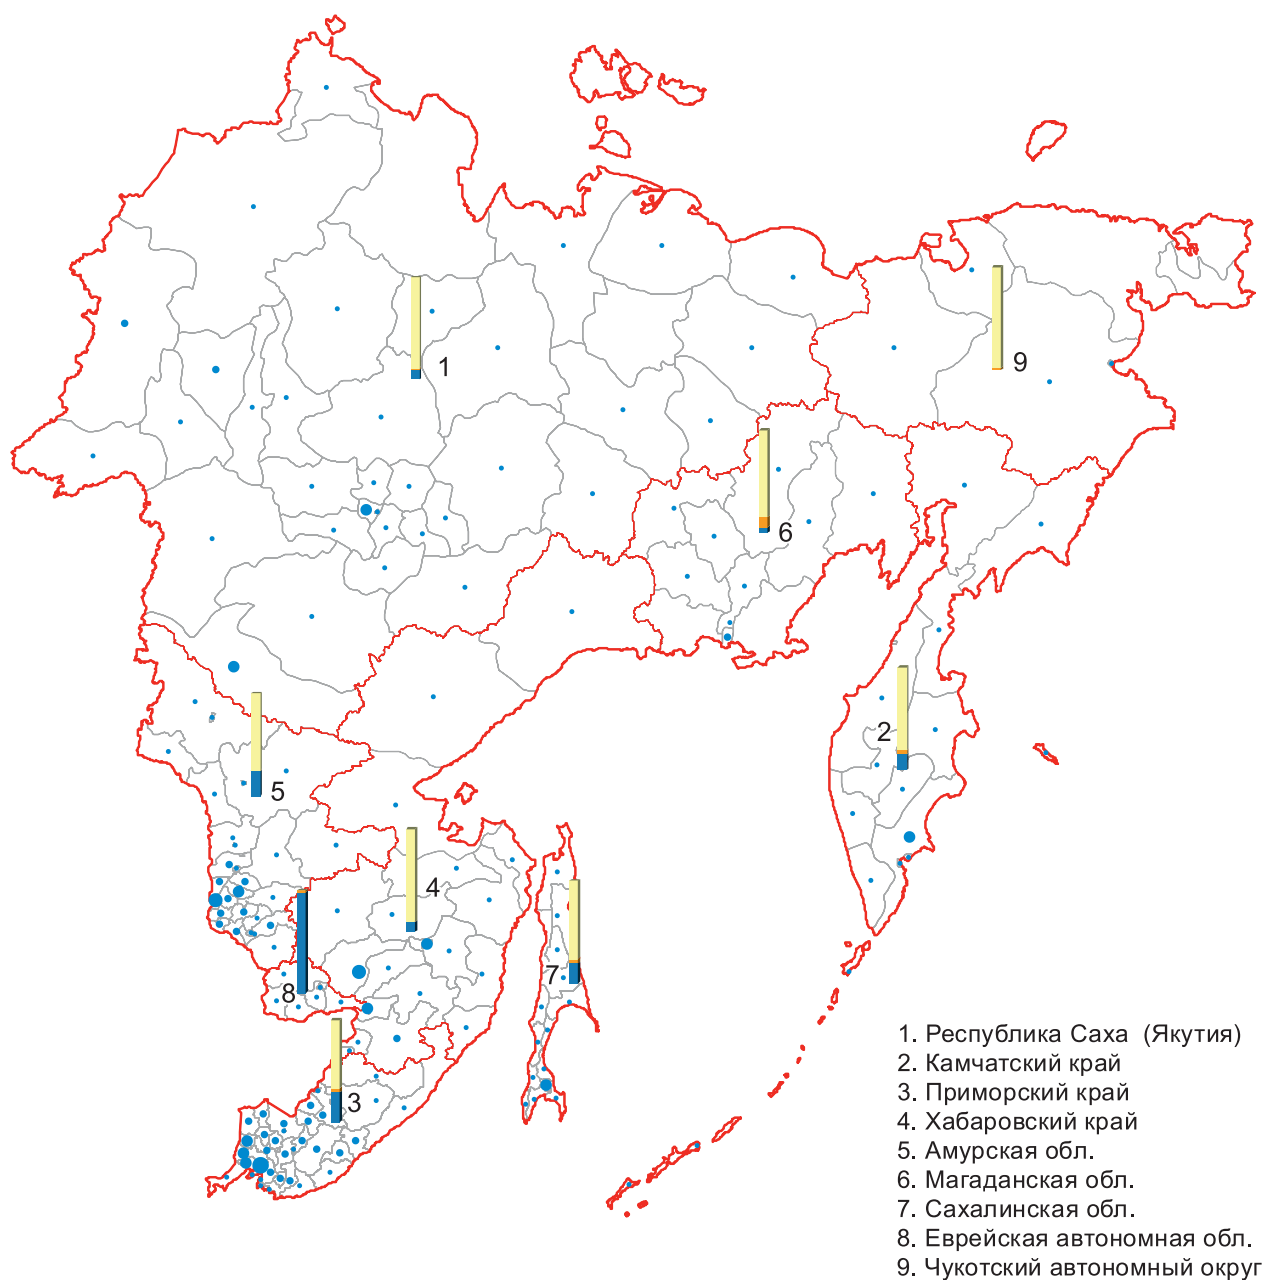 1
9
6
2
5
4
7
8
3
1. Республика Саха (Якутия)
2. Камчатский край
3. Приморский край
4. Хабаровский край
5. Амурская обл.
6. Магаданская обл.
7. Сахалинская обл.
8. Еврейская автономная обл.
9. Чукотский автономный округ